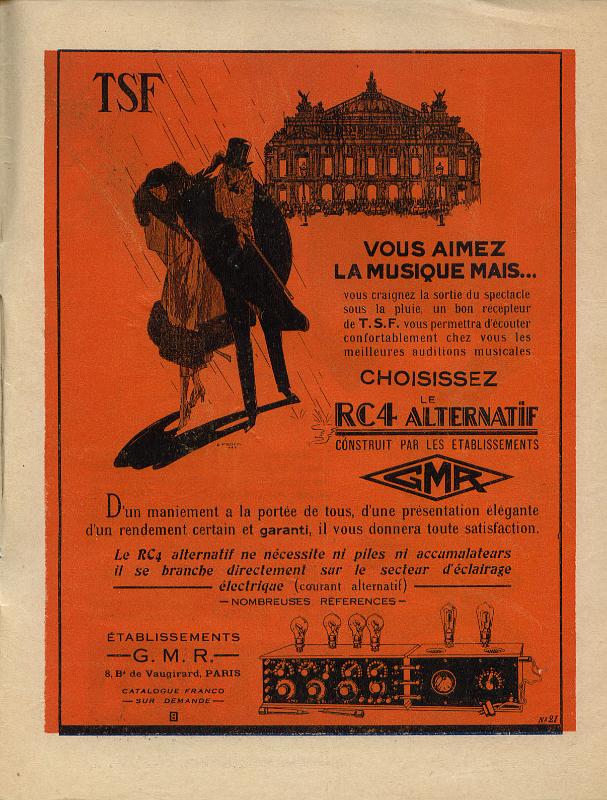 TSF
VOUS AIMEZ
LA MUSIQUE MAIS...
vous craignez la sortie du spectacle
sous la pluie, un bon récepteur
de T.S.F. vous permettra d'écouter
confortablement chez vous les
meilleures auditions musicales
CHOISISSEZ
LE
RC4 ALTERNATIF
CONSTRUIT PAR LES ETABLISSEMENTS
GMR
D'un maniement a la portée de tous, d'une présentation élégante
d'un rendement certain et garanti, il vous donnera toute satisfaction.
Le RC4 alternatif ne nécessite ni piles ni accumulateurs
il se branche directement sur le secteur d'éclairage
électrique (courant alternatif)
— NOMBREUSES RÉFÉRENCES —
ÉTABLISSEMENTS
— G. M. R. —
8, Bd de Vaugirard, PARIS
CATALOGUE FRANCO
— SUR DEMANDE —
No 21